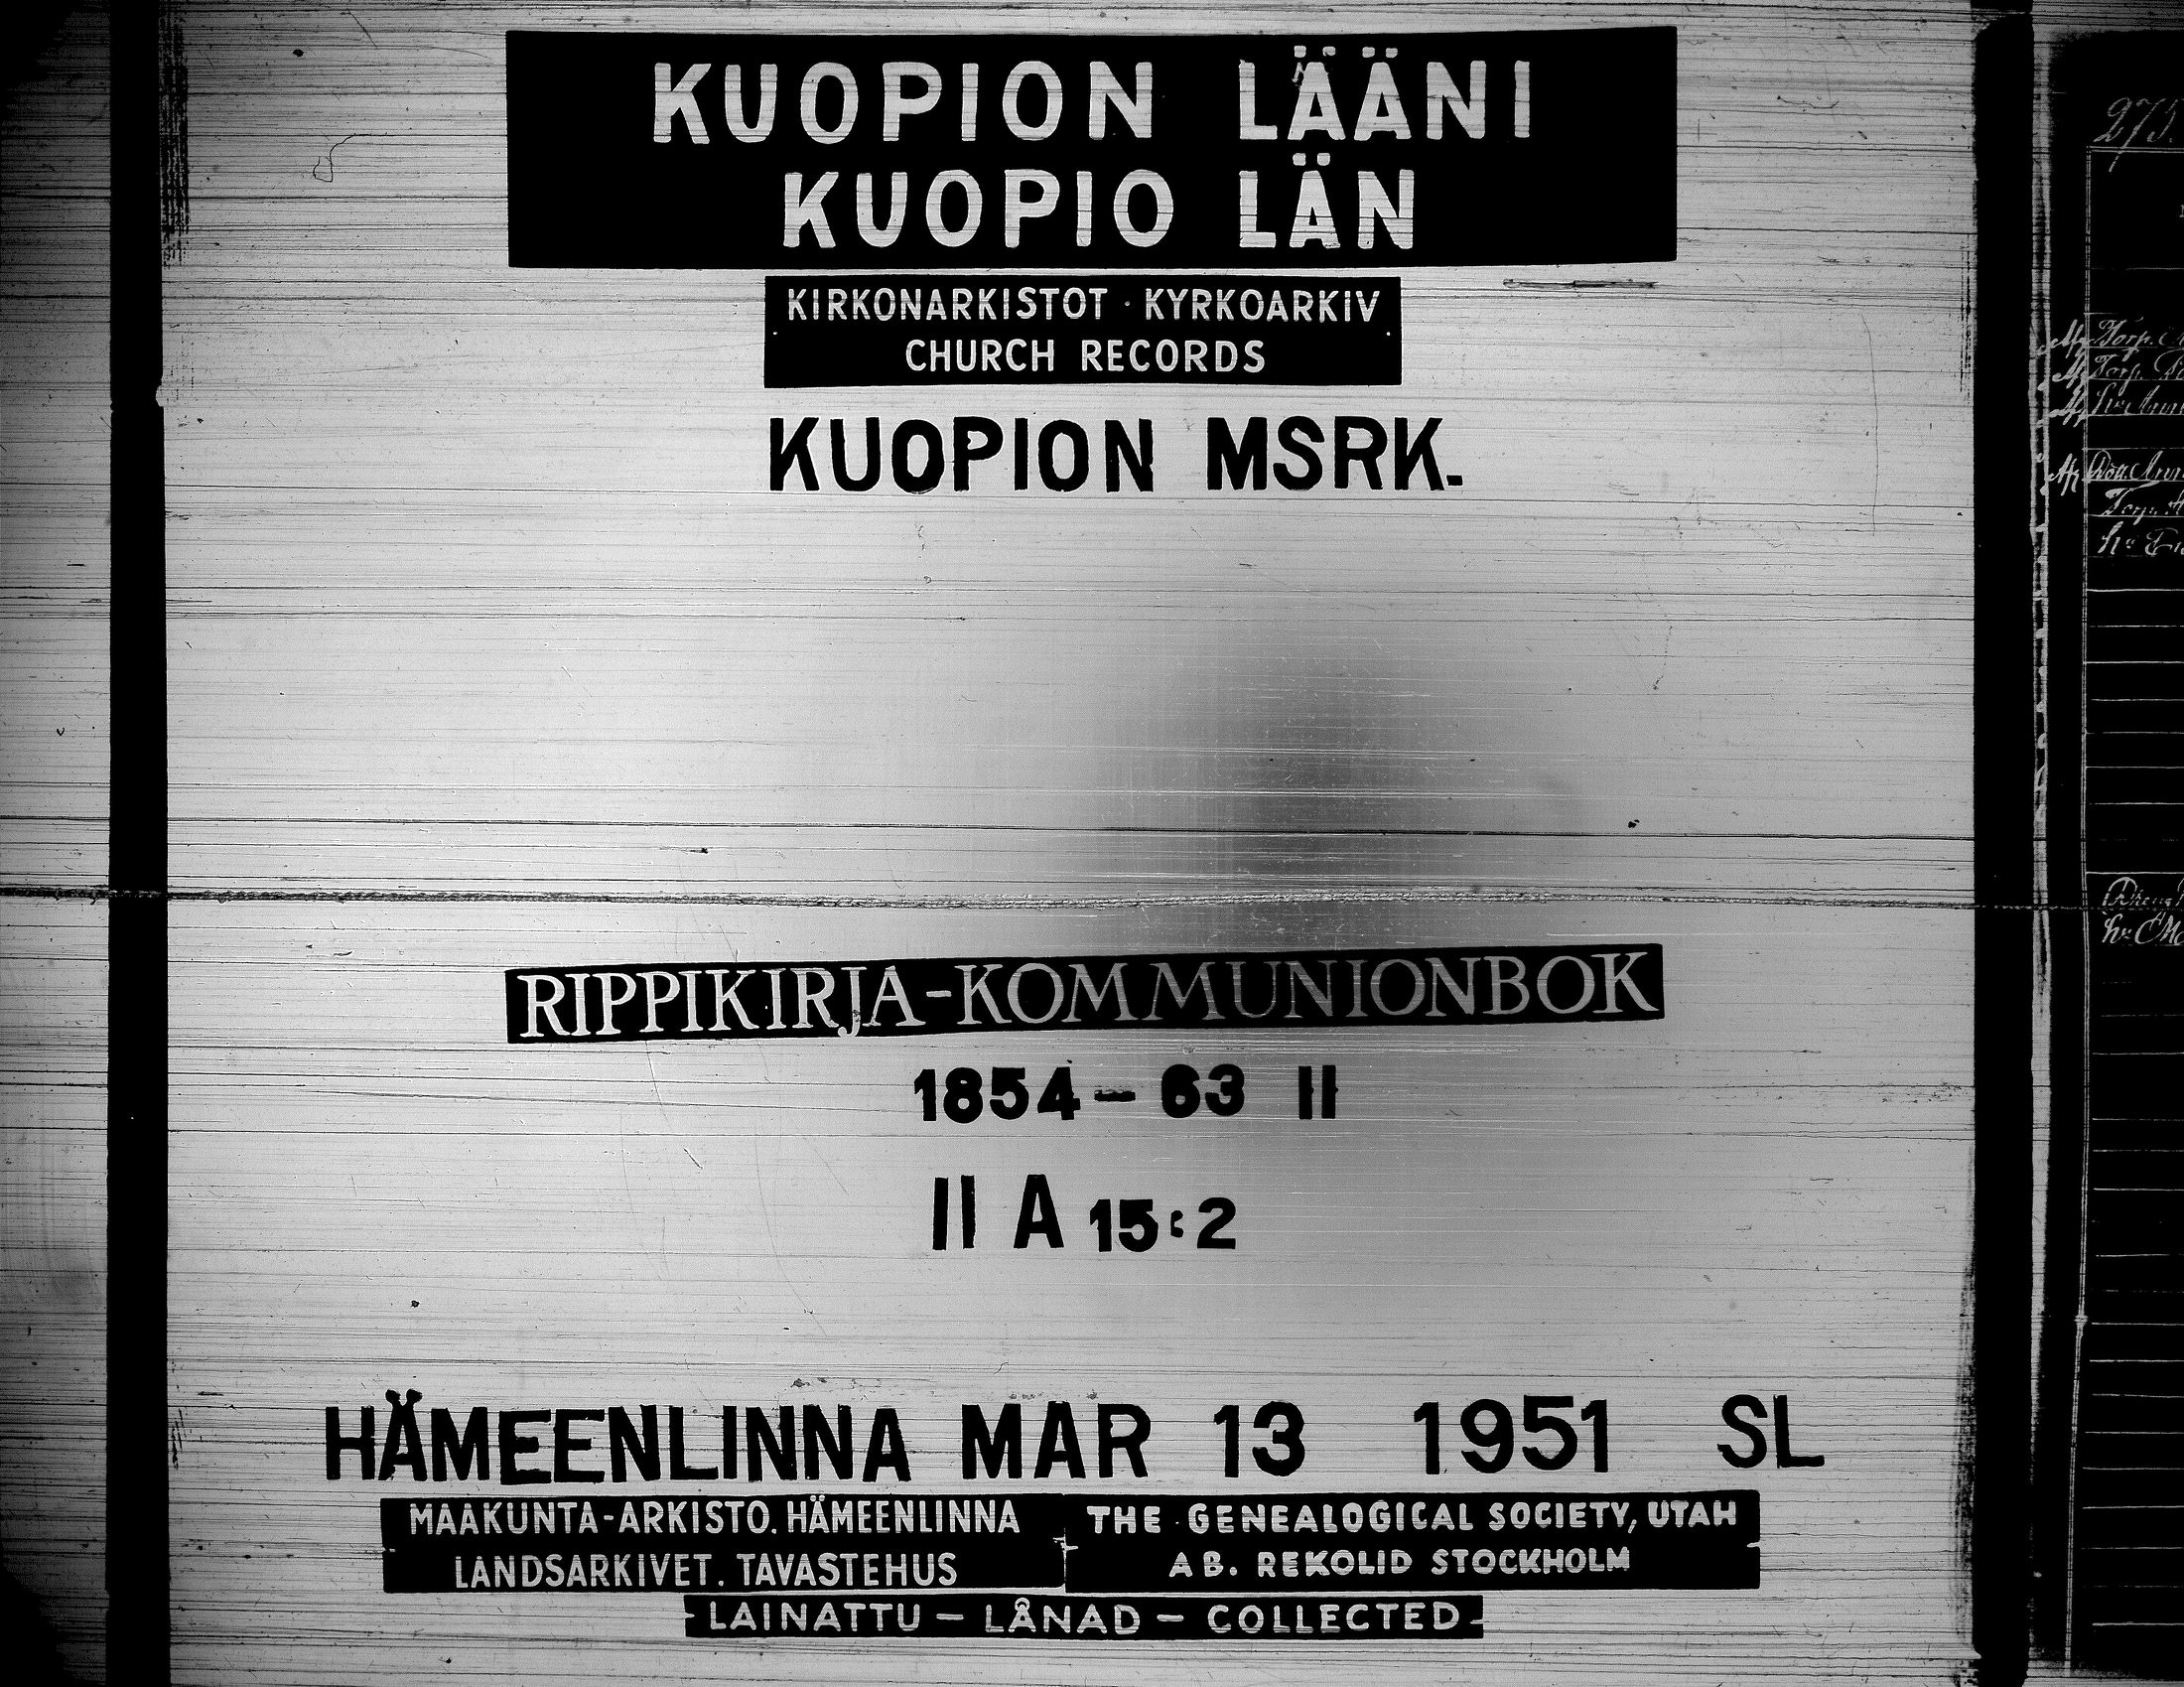 KUOPION LÄÄNI
KUOPIO LÄN
KIRKONARKISTOT · KYRKOARKIV
CHURCH RECORDS
KUOPION MSRK.
RIPPIKIRJA-KOMMUNIONBOK
1854-63 II
II A 15:2
HÄMEENLINNA MAR 13 1951 SL
MAAKUNTA-ARKISTO. HÄMEENLINNA
LANDSARKIVET. TAVASTEHUS
THE GENEALOGICAL SOCIETY, UTAH
AB. REKOLID STOCKHOLM
LAINATTU - LÅNAD - COLLECTED